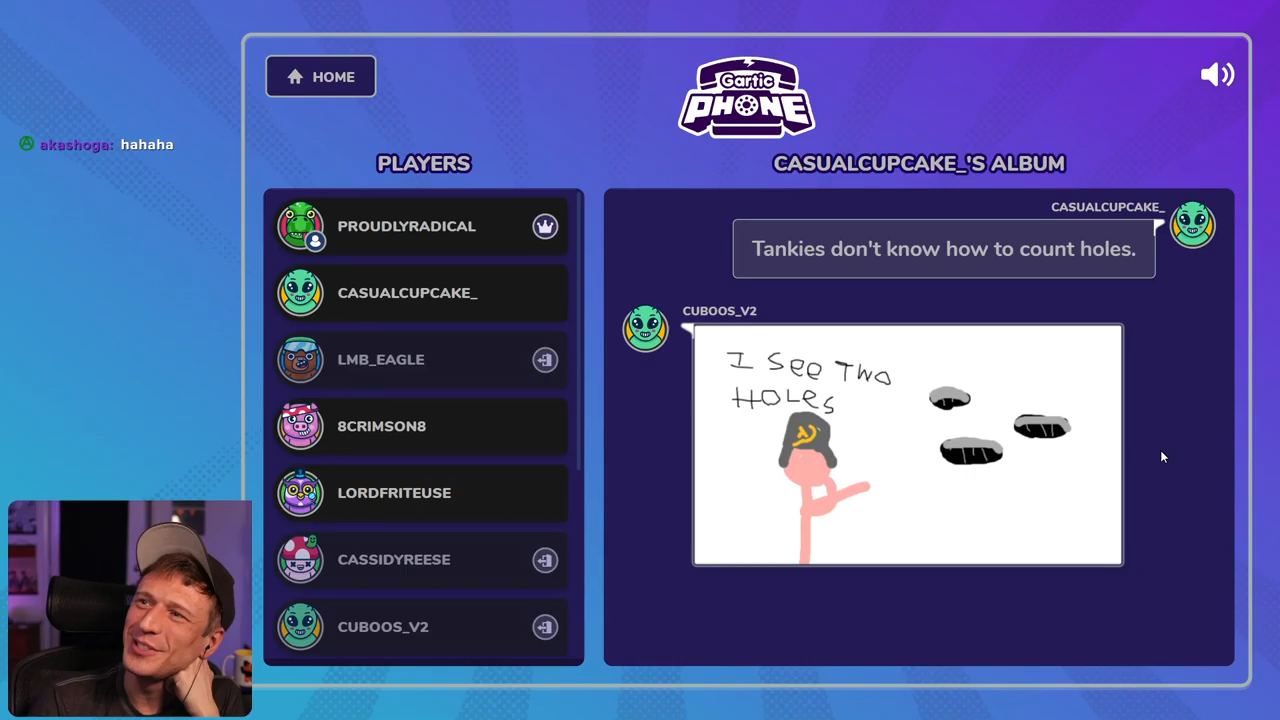 HOME
Gartic
PHONE
akashoga: hahaha
PLAYERS
PROUDLYRADICAL
CASUALCUPCAKE_
LMB_EAGLE
8CRIMSON8
LORDFRITEUSE
CASSIDYREESE
CUBOOS_V2
CASUALCUPCAKE_'S ALBUM
CASUALCUPCAKE_
Tankies don't know how to count holes.
CUBOOS_V2
I See Two
HOLes